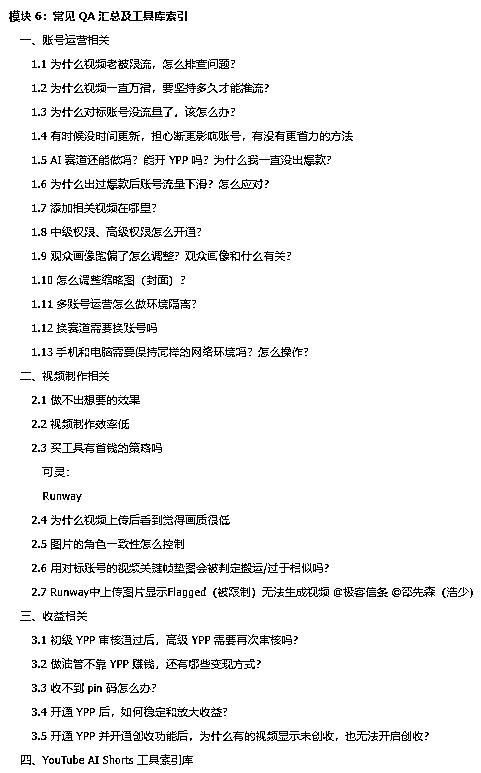 模块 6：常见 QA 汇总及工具库索引
一、账号运营相关
1.1 为什么视频老被限流，怎么排查问题？
1.2 为什么视频一直万播，要坚持多久才能推流？
1.3 为什么对标账号没流量了，该怎么办？
1.4 有时候没时间更新，担心断更影响账号，有没有更省力的方法
1.5 AI 赛道还能做吗？能开 YPP 吗？为什么我一直没出爆款？
1.6 为什么出过爆款后账号流量下滑？怎么应对？
1.7 添加相关视频在哪里？
1.8 中级权限、高级权限怎么开通？
1.9 观众画像跑偏了怎么调整？观众画像和什么有关？
1.10 怎么调整缩略图（封面）？
1.11 多账号运营怎么做环境隔离？
1.12 换赛道需要换账号吗
1.13 手机和电脑需要保持同样的网络环境吗？怎么操作？
二、视频制作相关
2.1 做不出想要的效果
2.2 视频制作效率低
2.3 买工具有省钱的策略吗
可灵：
Runway
2.4 为什么视频上传后看到觉得画质很低
2.5 图片的角色一致性怎么控制
2.6 用对标账号的视频关键帧垫图会被判定搬运/过于相似吗？
2.7 Runway中上传图片显示Flagged（被限制）无法生成视频 @极客信条 @邵先森（浩少）
三、收益相关
3.1 初级 YPP 审核通过后，高级 YPP 需要再次审核吗？
3.2 做油管不靠 YPP 赚钱，还有哪些变现方式？
3.3 收不到 pin 码怎么办？
3.4 开通 YPP 后，如何稳定和放大收益？
3.5 开通 YPP 并开通创收功能后，为什么有的视频显示未创收，也无法开启创收？
四、YouTube AI Shorts 工具索引库